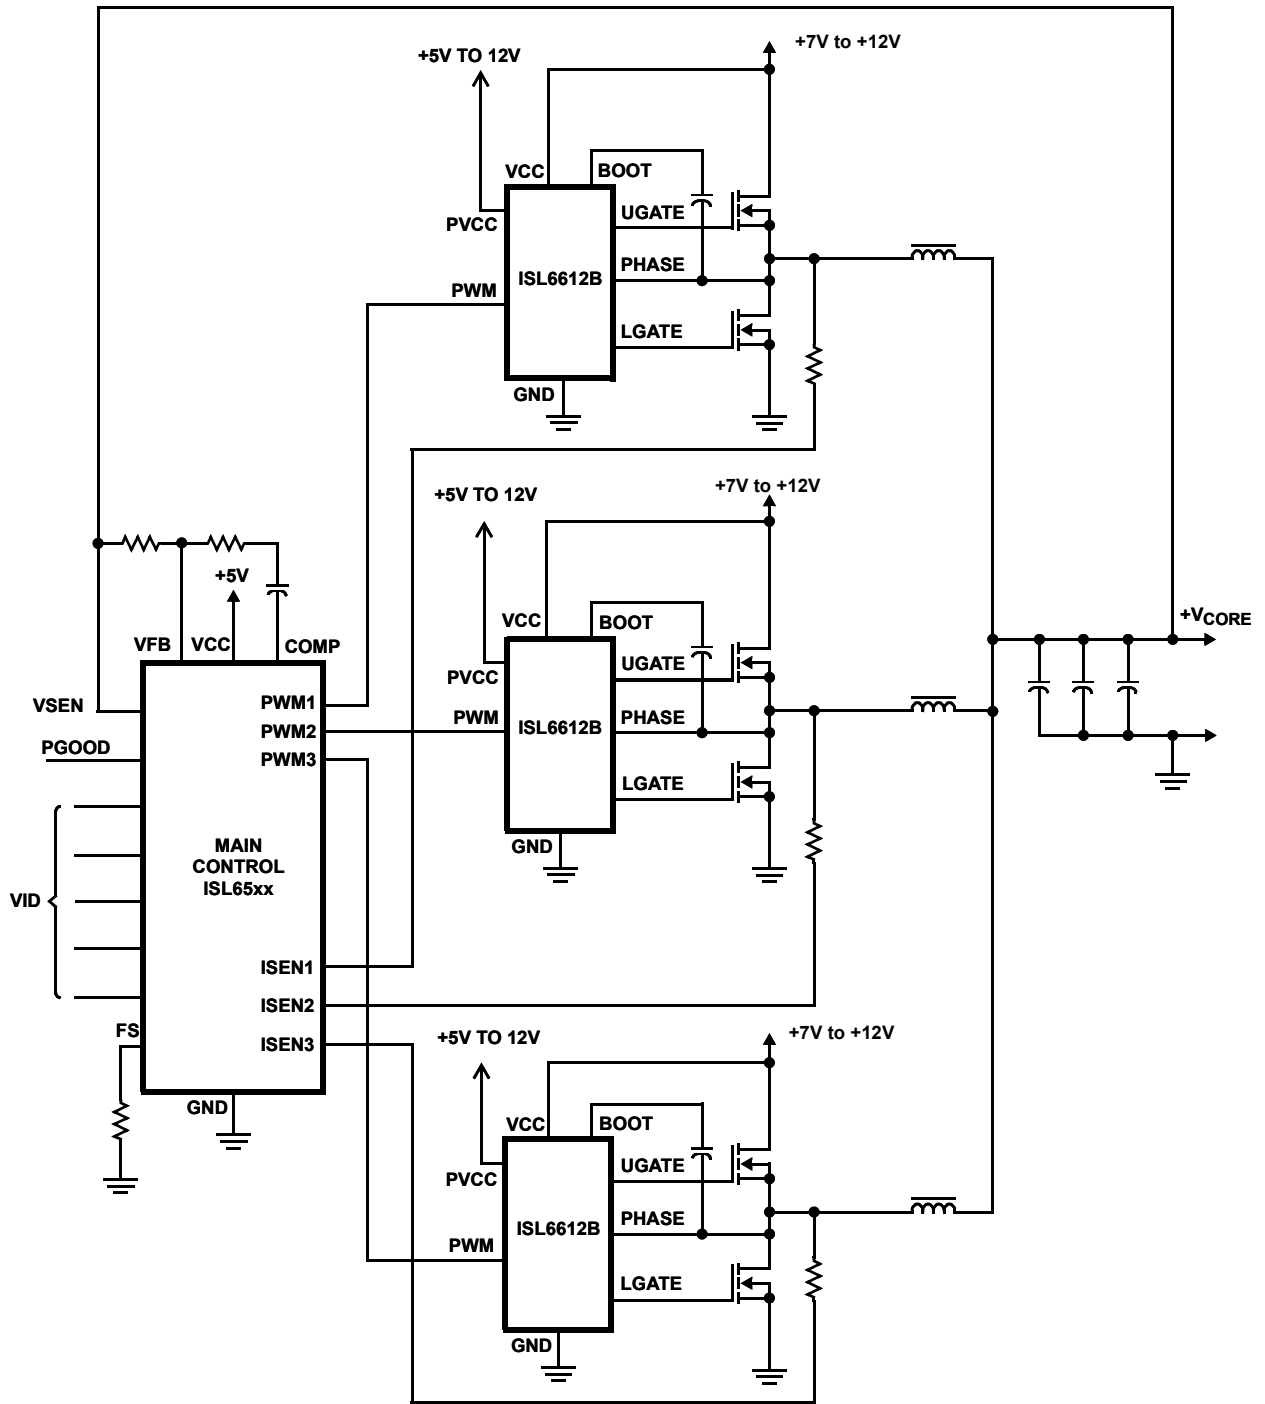 +7V to +12V
+5V TO 12V
VCC
BOOT
UGATE
PVCC
PHASE
ISL6612B
PWM
LGATE
GND
+7V to +12V
+5V TO 12V
+5V
VCC
BOOT
+VCORE
VFB
VCC
COMP
UGATE
PVCC
VSEN
PWM1
PWM
PHASE
ISL6612B
PWM2
PGOOD
PWM3
LGATE
GND
MAIN
CONTROL
ISL65xx
VID
ISEN1
ISEN2
FS
ISEN3
+5V TO 12V
+7V to +12V
GND
VCC
BOOT
UGATE
PVCC
PHASE
ISL6612B
PWM
LGATE
GND